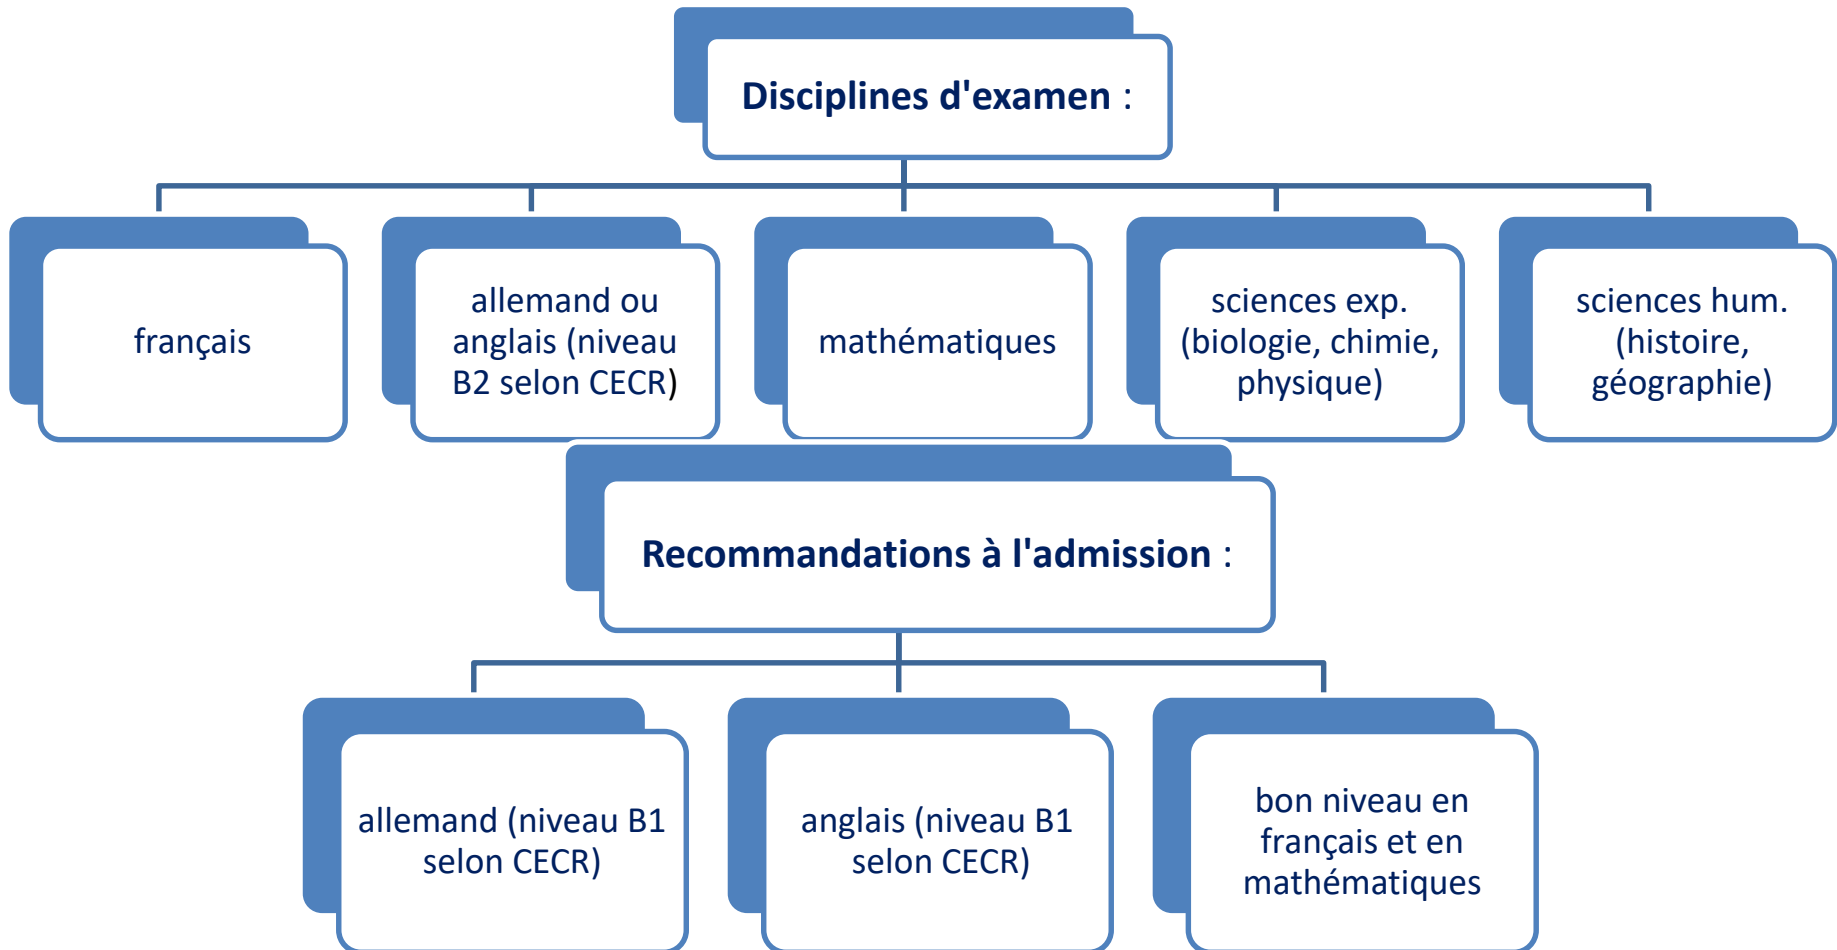 Disciplines d'examen :
français
allemand ou
anglais (niveau
B2 selon CECR)
mathématiques
sciences exp.
(biologie, chimie,
physique)
sciences hum.
(histoire,
géographie)
Recommandations à l'admission :
allemand (niveau B1
selon CECR)
anglais (niveau B1
selon CECR)
bon niveau en
français et en
mathématiques